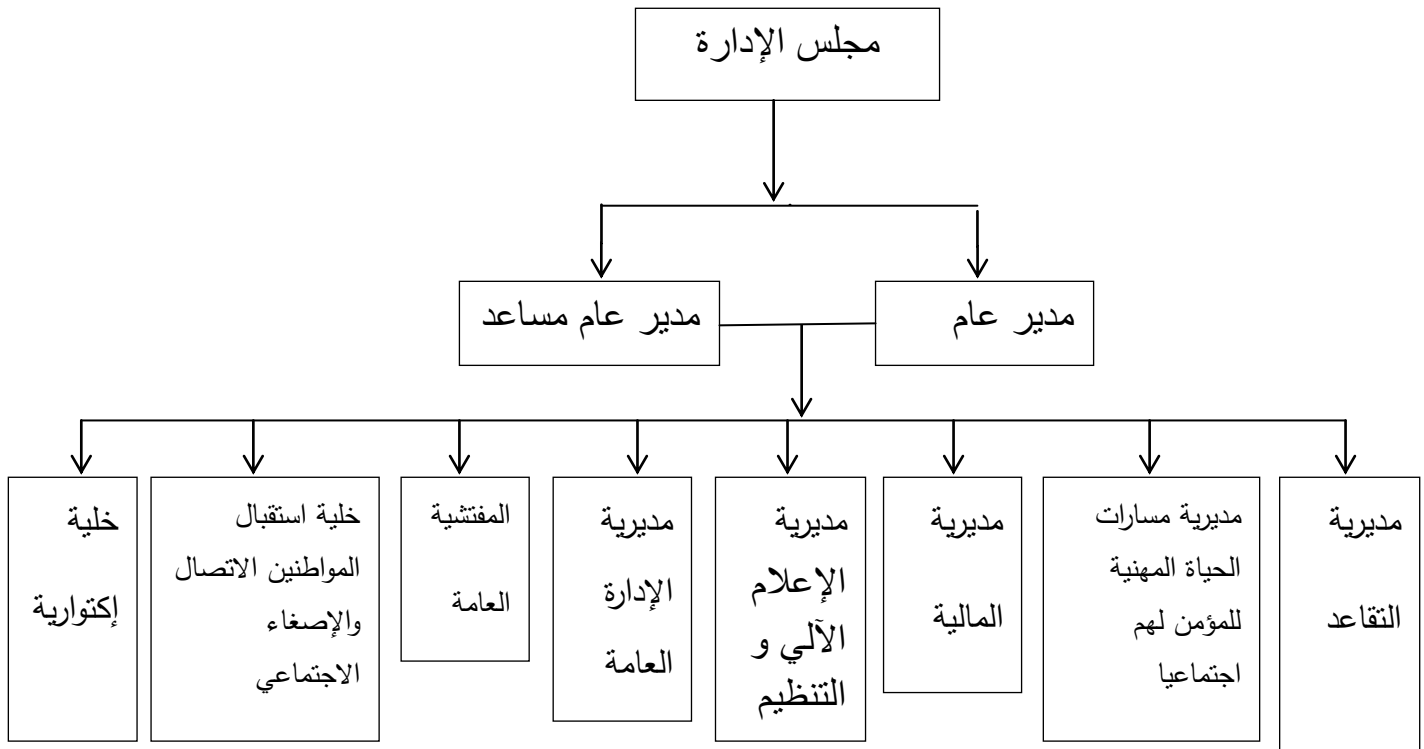 مجلس الإدارة
مدير عام
مدير عام مساعد
مديرية
التقاعد
مديرية مسارات
الحياة المهنية
للمؤمن لهم
اجتماعيا
مديرية
المالية
مديرية
الإعلام
الآلي و
التنظيم
مديرية
الإدارة
العامة
المفتشية
العامة
خلية استقبال
المواطنين الاتصال
والإصغاء
الاجتماعي
خلية
إكتوارية